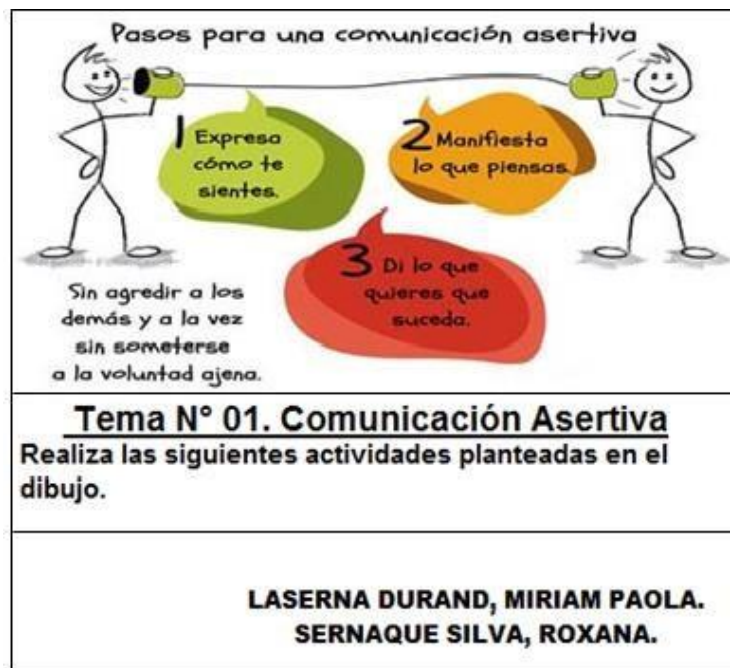 Pasos para una comunicación asertiva
1 Expresa
cómo te
sientes.
2 Manifiesta
lo que piensas.
3 Di lo que
quieres que
suceda.
Sin agredir a los
demás y a la vez
sin someterse
a la voluntad ajena.
Tema N° 01. Comunicación Asertiva
Realiza las siguientes actividades planteadas en el
dibujo.
LASERNA DURAND, MIRIAM PAOLA.
SERNAQUE SILVA, ROXANA.